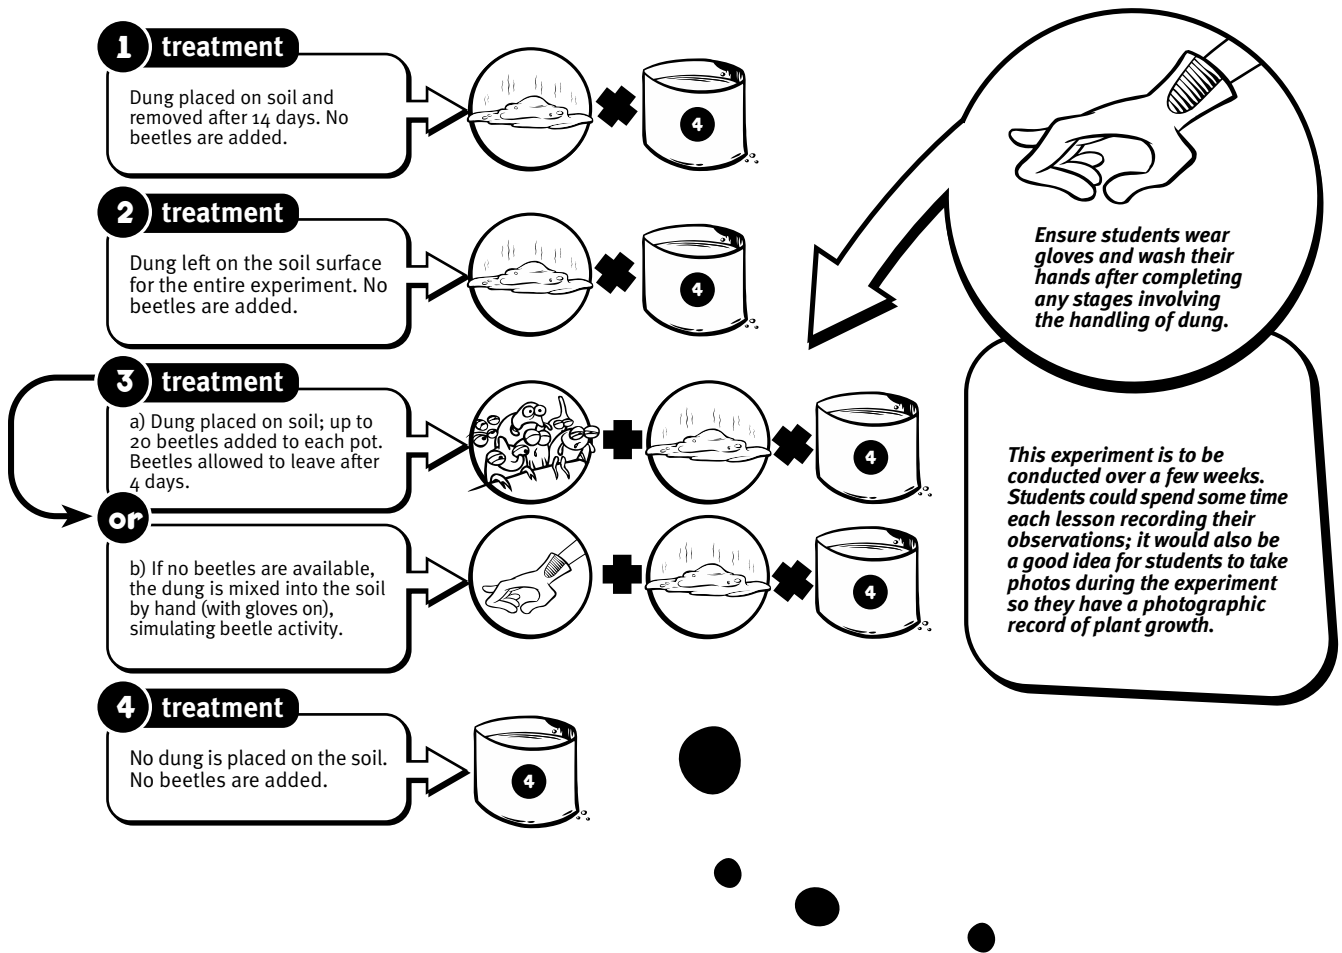 1 treatment
Dung placed on soil and
removed after 14 days. No
beetles are added.
4
2 treatment
Dung left on the soil surface
for the entire experiment. No
beetles are added.
4
3 treatment
a) Dung placed on soil; up to
20 beetles added to each pot.
Beetles allowed to leave after
4 days.
4
or
b) If no beetles are available,
the dung is mixed into the soil
by hand (with gloves on),
simulating beetle activity.
4
4 treatment
No dung is placed on the soil.
No beetles are added.
4
Ensure students wear
gloves and wash their
hands after completing
any stages involving
the handling of dung.
This experiment is to be
conducted over a few weeks.
Students could spend some time
each lesson recording their
observations; it would also be
a good idea for students to take
photos during the experiment
so they have a photographic
record of plant growth.